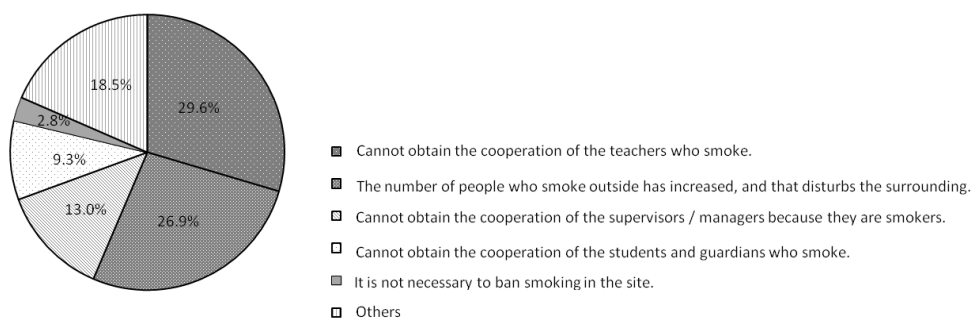 18.5%
29.6%
2.8%
9.3%
13.0%
26.9%
Cannot obtain the cooperation of the teachers who smoke.
The number of people who smoke outside has increased, and that disturbs the surrounding.
Cannot obtain the cooperation of the supervisors / managers because they are smokers.
Cannot obtain the cooperation of the students and guardians who smoke.
It is not necessary to ban smoking in the site.
Others